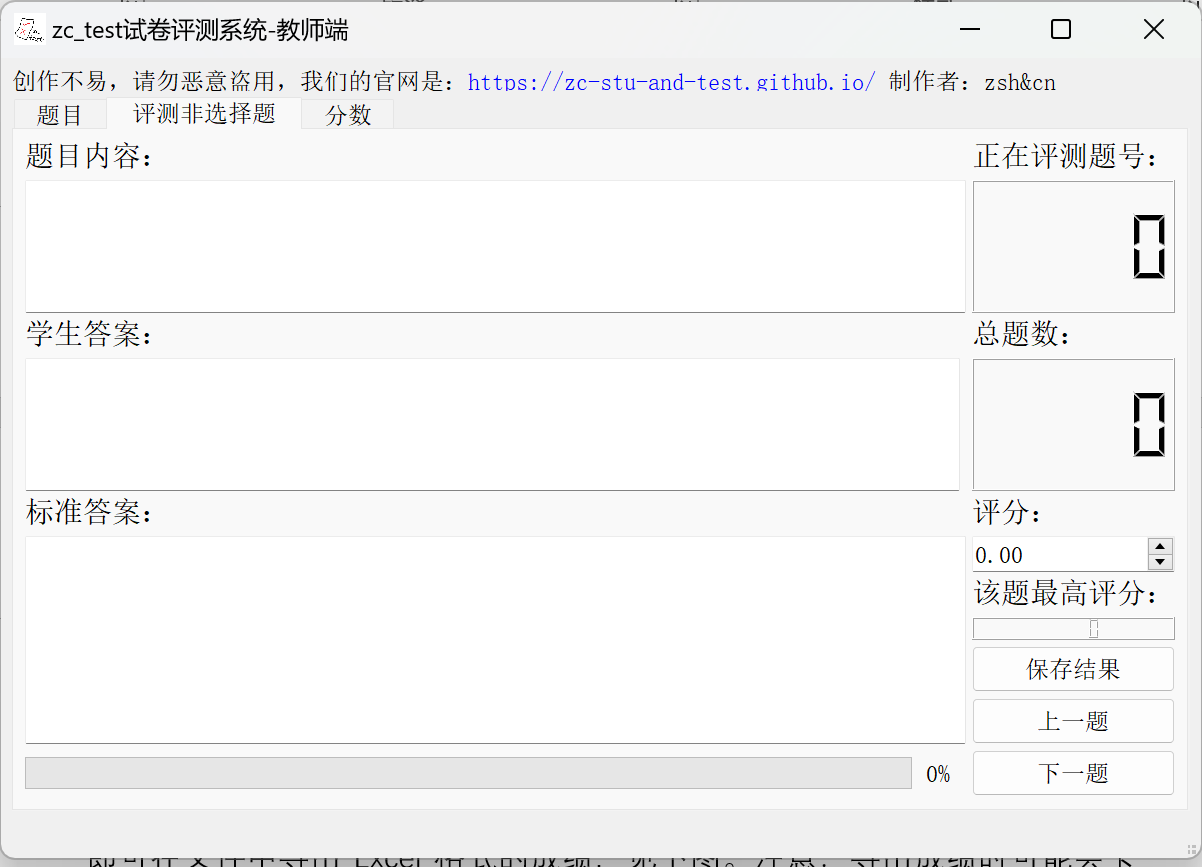 zc_test试卷评测系统-教师端
创作不易，请勿恶意盗用，我们的官网是：https://zc-stu-and-test.github.io/ 制作者：zsh&cn
题目 评测非选择题 分数
题目内容： 正在评测题号：
0
学生答案： 总题数：
0
标准答案： 评分：
0.00
该题最高评分：
0
保存结果
上一题
0% 下一题